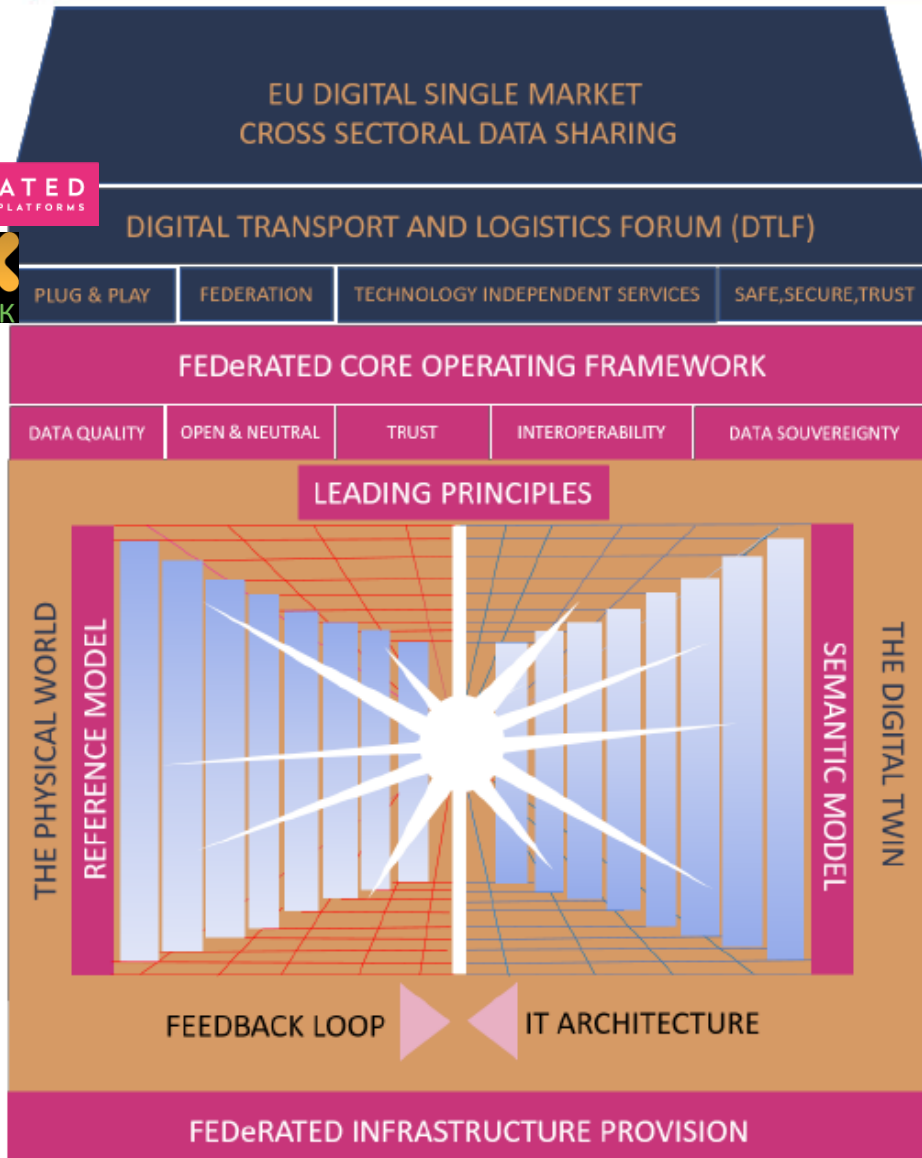 EU DIGITAL SINGLE MARKET
CROSS SECTORAL DATA SHARING
ATED
PLATFORMS
DIGITAL TRANSPORT AND LOGISTICS FORUM (DTLF)
K
PLUG & PLAY
FEDERATION
TECHNOLOGY INDEPENDENT SERVICES
SAFE,SECURE,TRUST
FEDeRATED CORE OPERATING FRAMEWORK
DATA QUALITY
OPEN & NEUTRAL
TRUST
INTEROPERABILITY
DATA SOUVEREIGNTY
LEADING PRINCIPLES
THE PHYSICAL WORLD
REFERENCE MODEL
SEMANTIC MODEL
THE DIGITAL TWIN
FEEDBACK LOOP
IT ARCHITECTURE
FEDeRATED INFRASTRUCTURE PROVISION